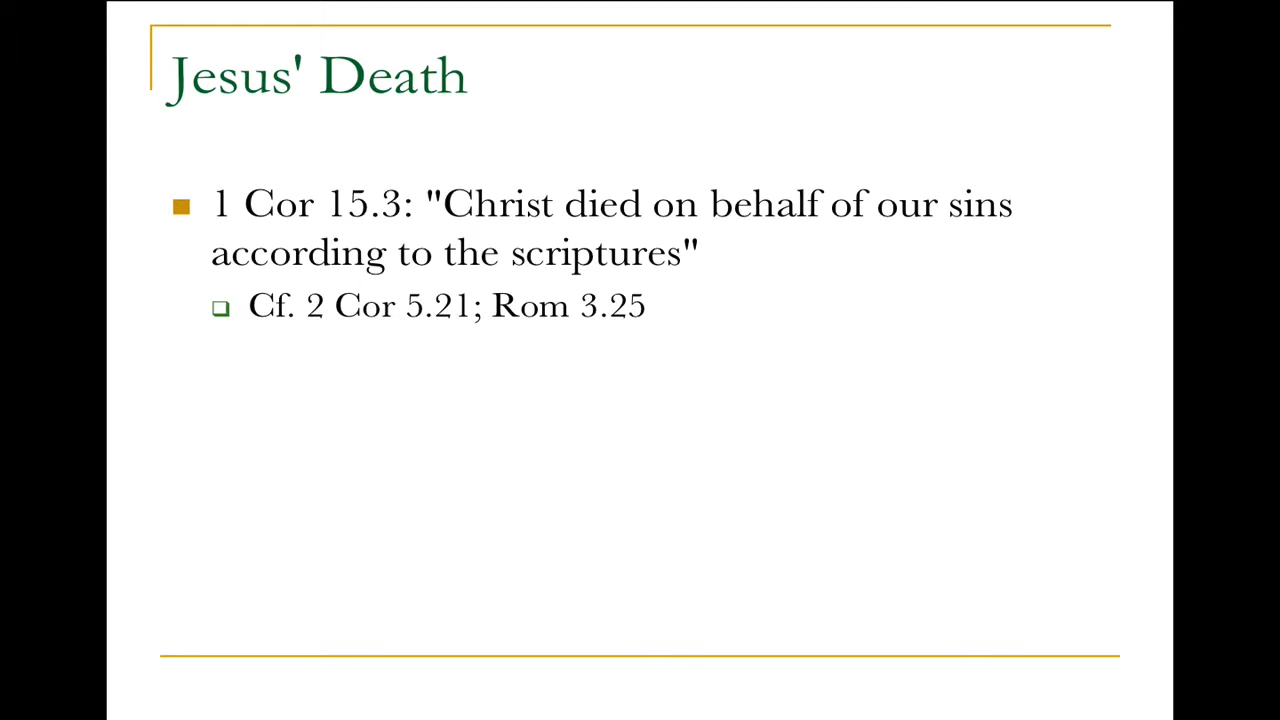 Jesus' Death
1 Cor 15.3: "Christ died on behalf of our sins
according to the scriptures"
Cf. 2 Cor 5.21; Rom 3.25